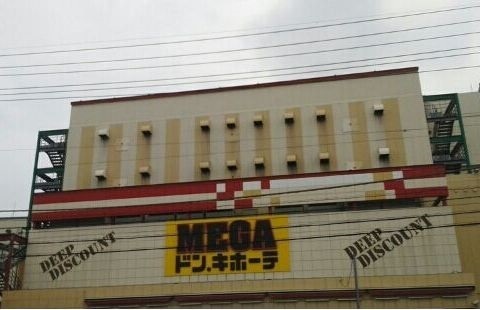 MEGA
ドン.キホーテ
DEEP
DISCOUNT
DEEP
DISCOUNT